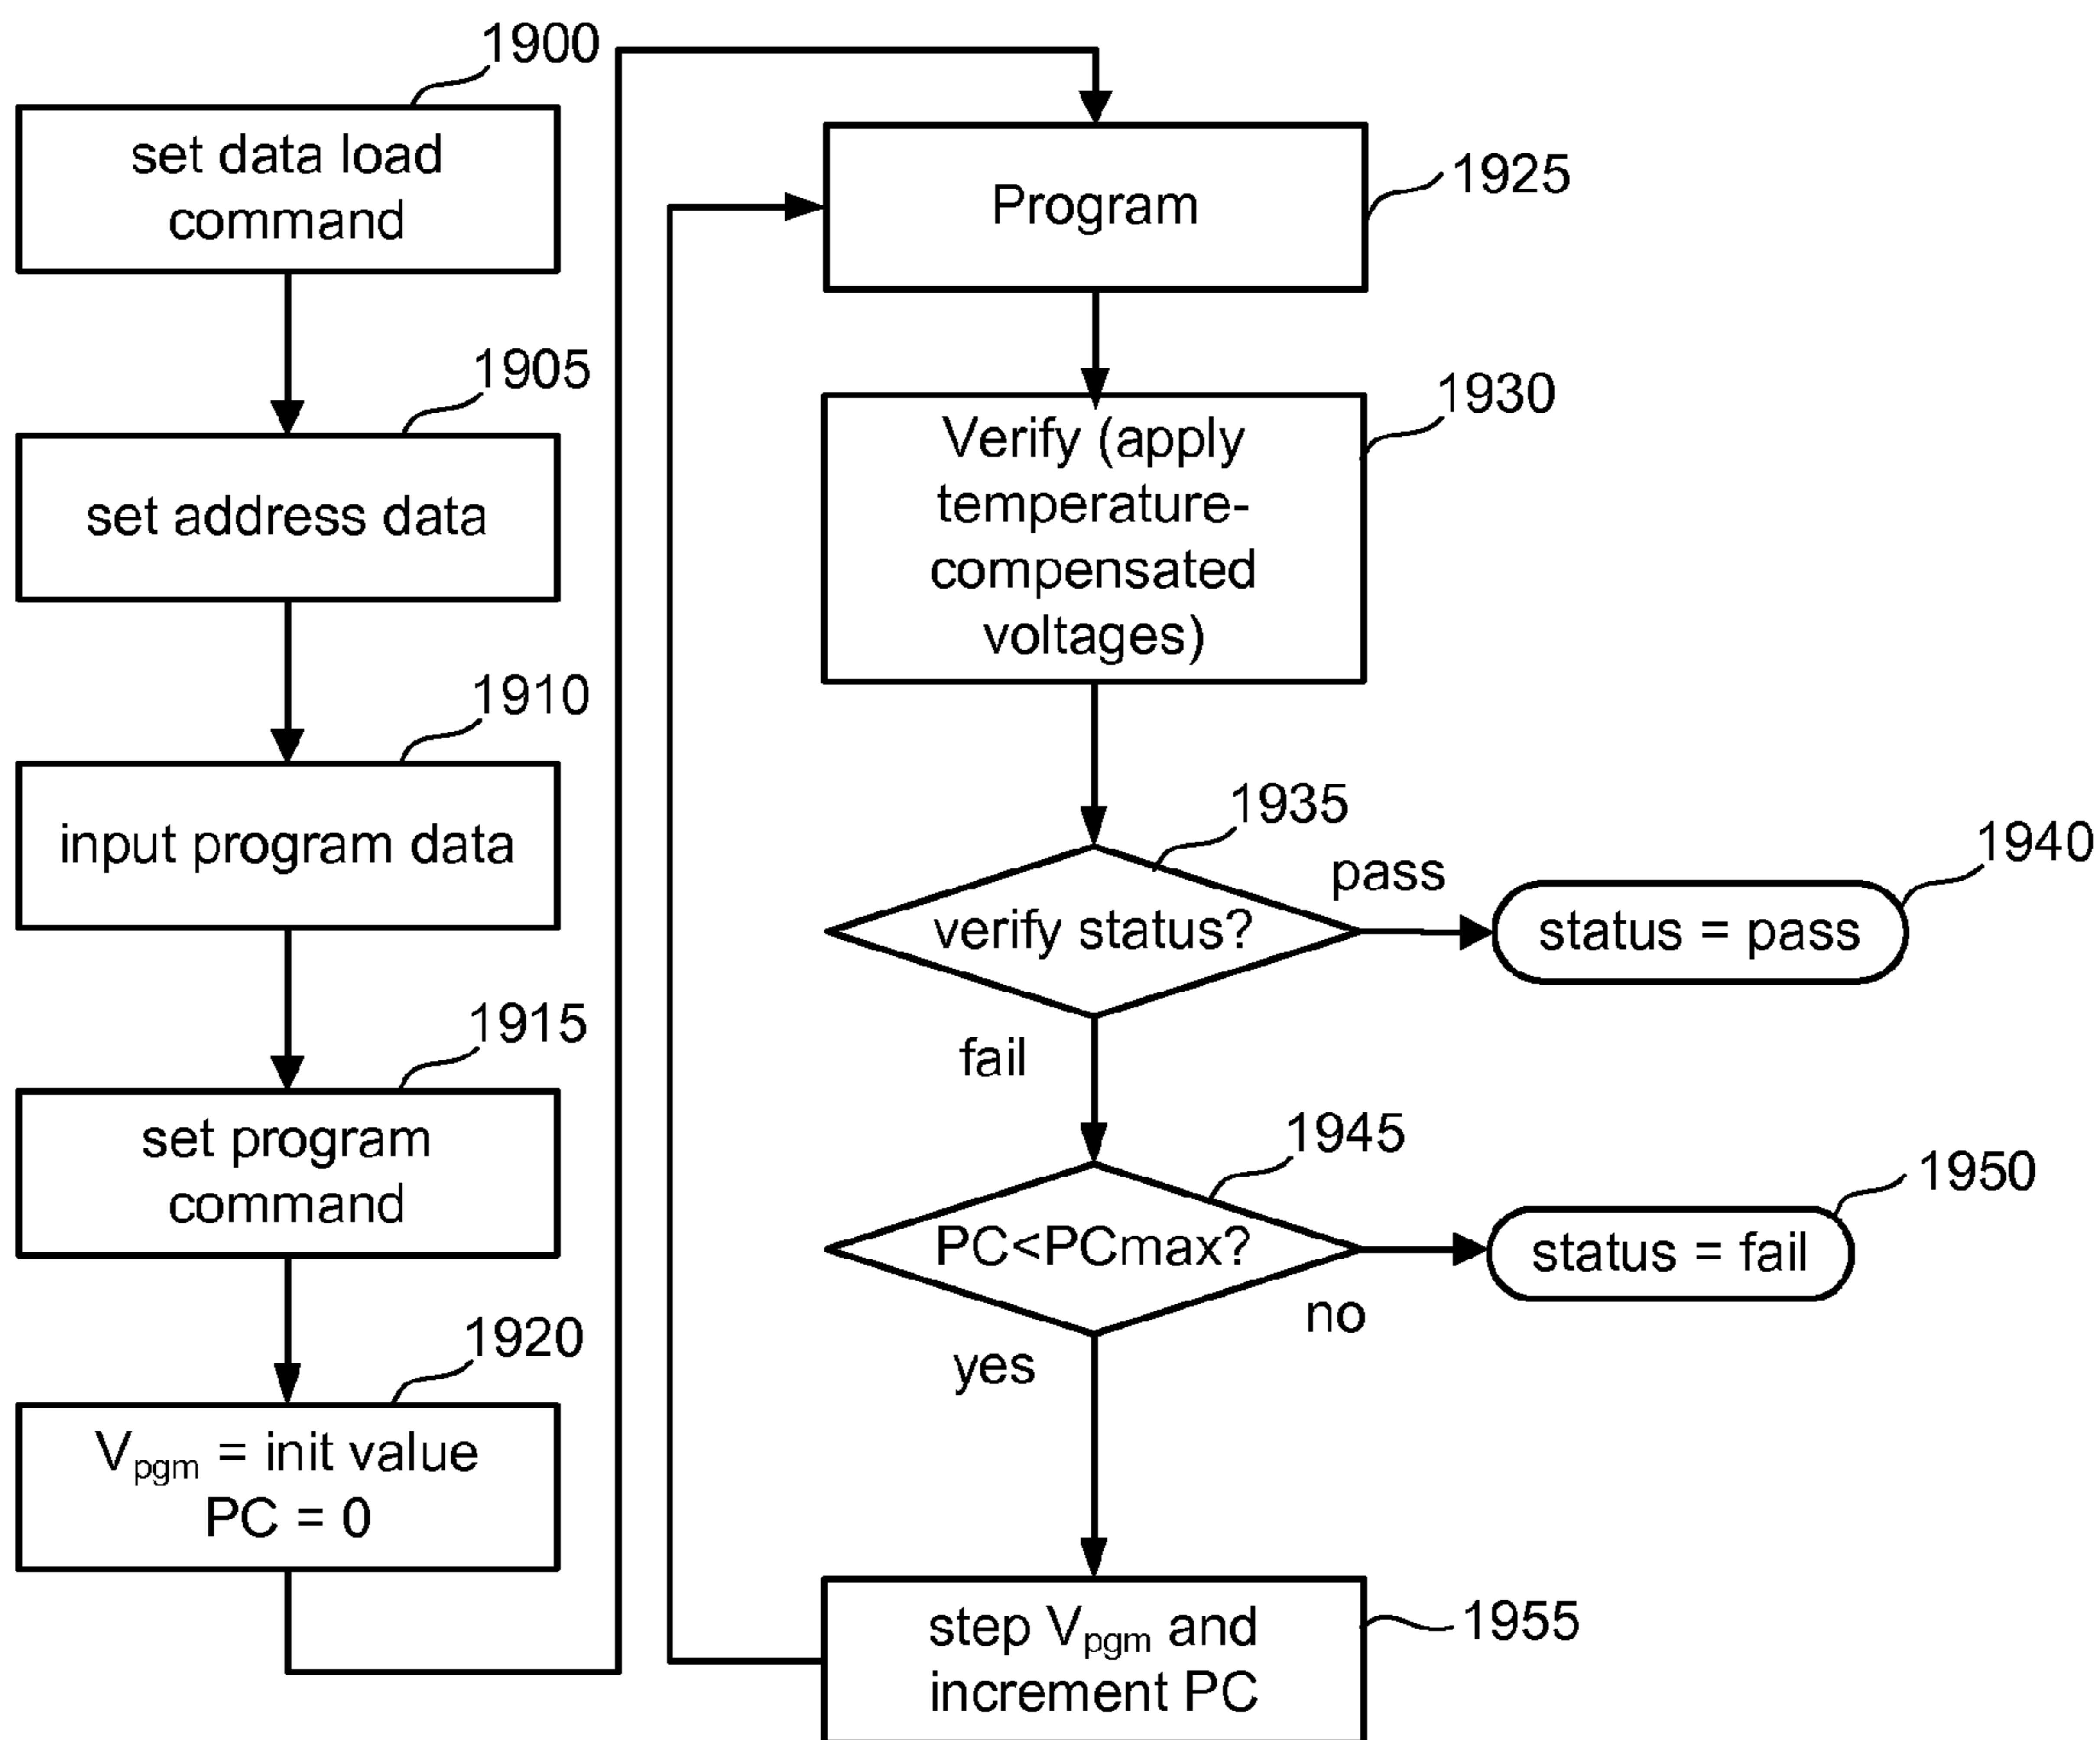 1900
set data load
command
1905
set address data
1910
input program data
1915
set program
command
1920
Vpgm = init value
PC = 0
Program
1925
1930
Verify (apply
temperature-
compensated
voltages)
1935
verify status?
pass
1940
status = pass
fail
1945
PC<PCmax?
1950
status = fail
no
yes
step Vpgm and
increment PC
1955